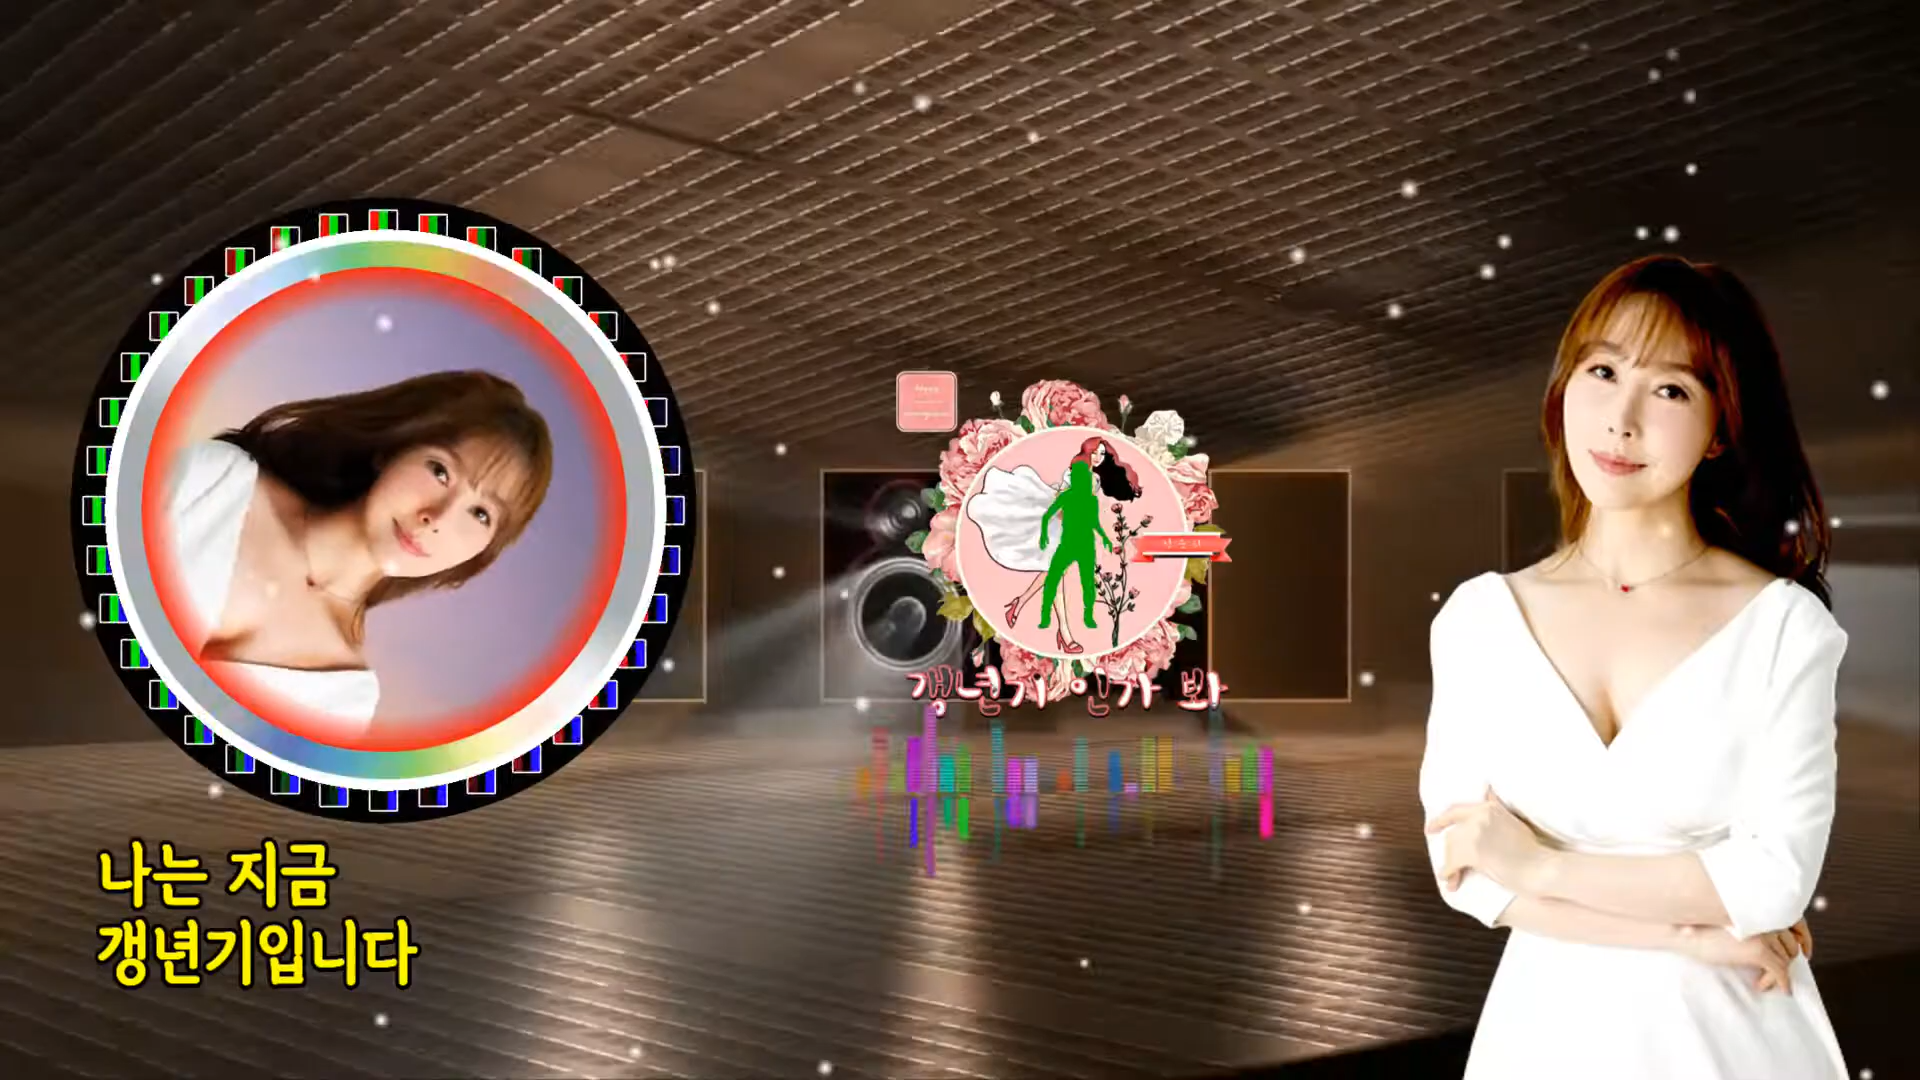 갱년기 인가 봐
나는 지금
갱년기입니다